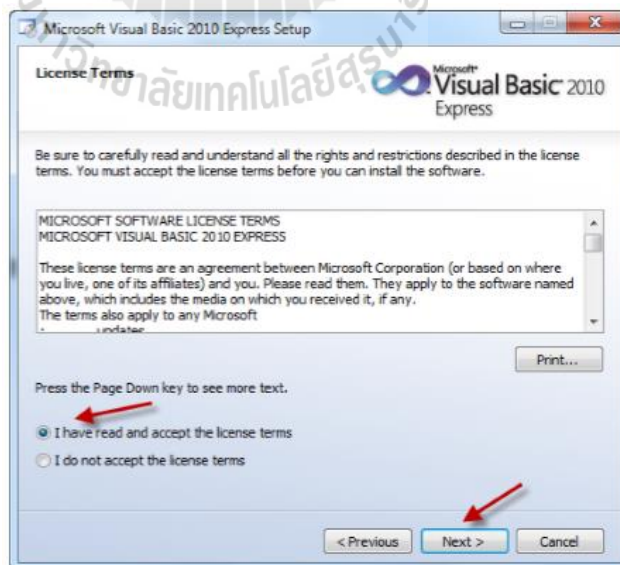 Microsoft Visual Basic 2010 Express Setup
License Terms
Microsoft
Visual Basic 2010
Express
Be sure to carefully read and understand all the rights and restrictions described in the license
terms. You must accept the license terms before you can install the software.
MICROSOFT SOFTWARE LICENSE TERMS
MICROSOFT VISUAL BASIC 2010 EXPRESS
These license terms are an agreement between Microsoft Corporation (or based on where
you live, one of its affiliates) and you. Please read them. They apply to the software named
above, which includes the media on which you received it, if any.
The terms also apply to any Microsoft
updates
Print...
Press the Page Down key to see more text.
I have read and accept the license terms
I do not accept the license terms
< Previous
Next >
Cancel